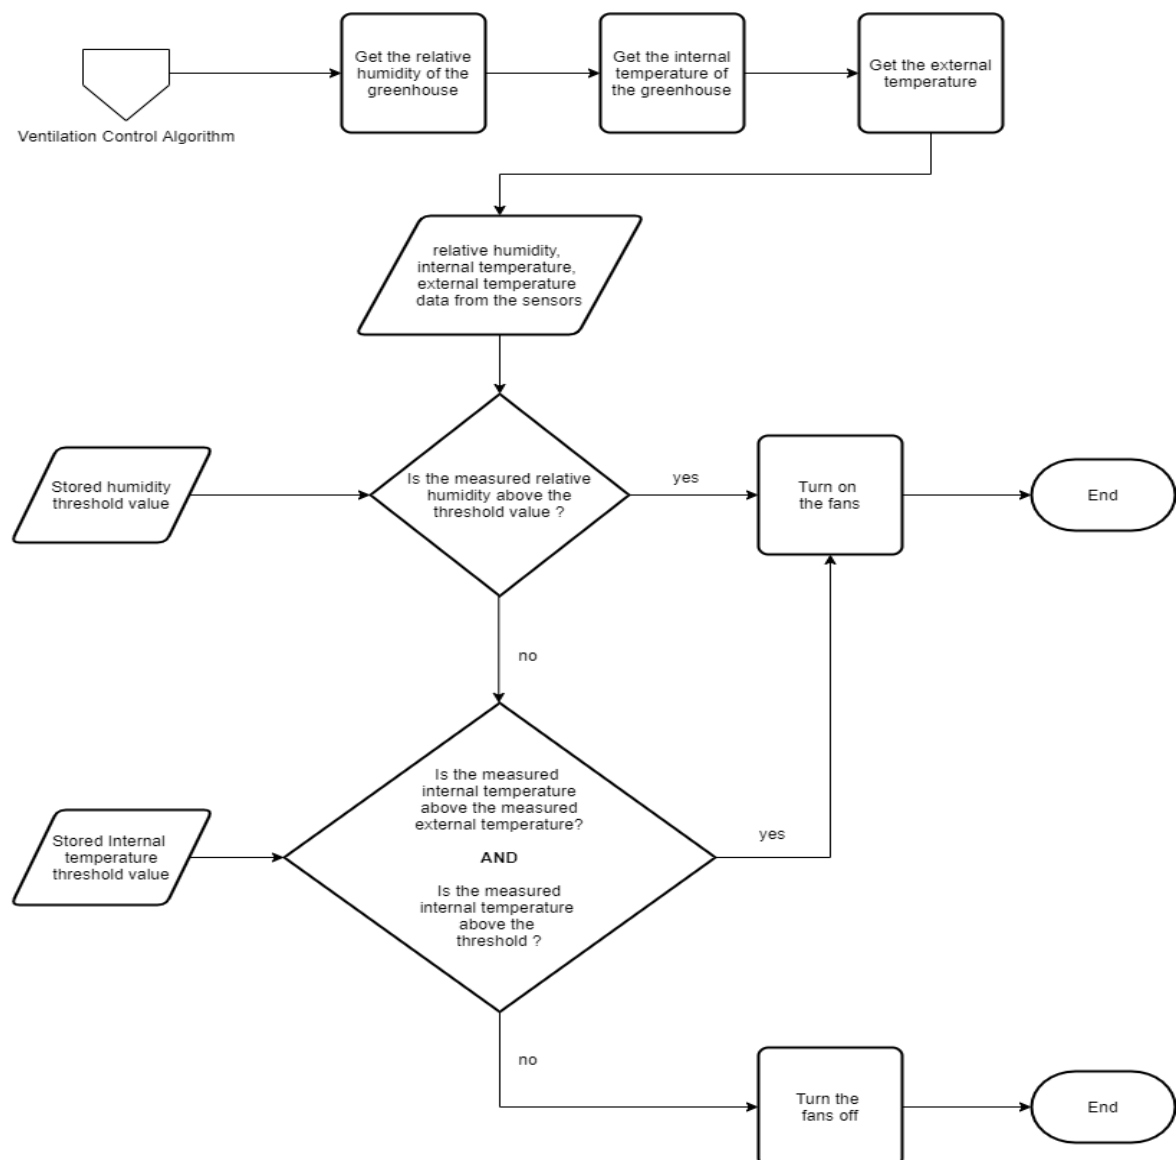 Get the relative
humidity of the
greenhouse
Get the internal
temperature of
the greenhouse
Get the external
temperature
Ventilation Control Algorithm
relative humidity,
internal temperature,
external temperature
data from the sensors
Stored humidity
threshold value
Is the measured relative
humidity above the
threshold value ?
yes
Turn on
the fans
End
no
Stored Internal
temperature
threshold value
Is the measured
internal temperature
above the measured
external temperature?
AND
Is the measured
internal temperature
above the
threshold ?
yes
no
Turn the
fans off
End